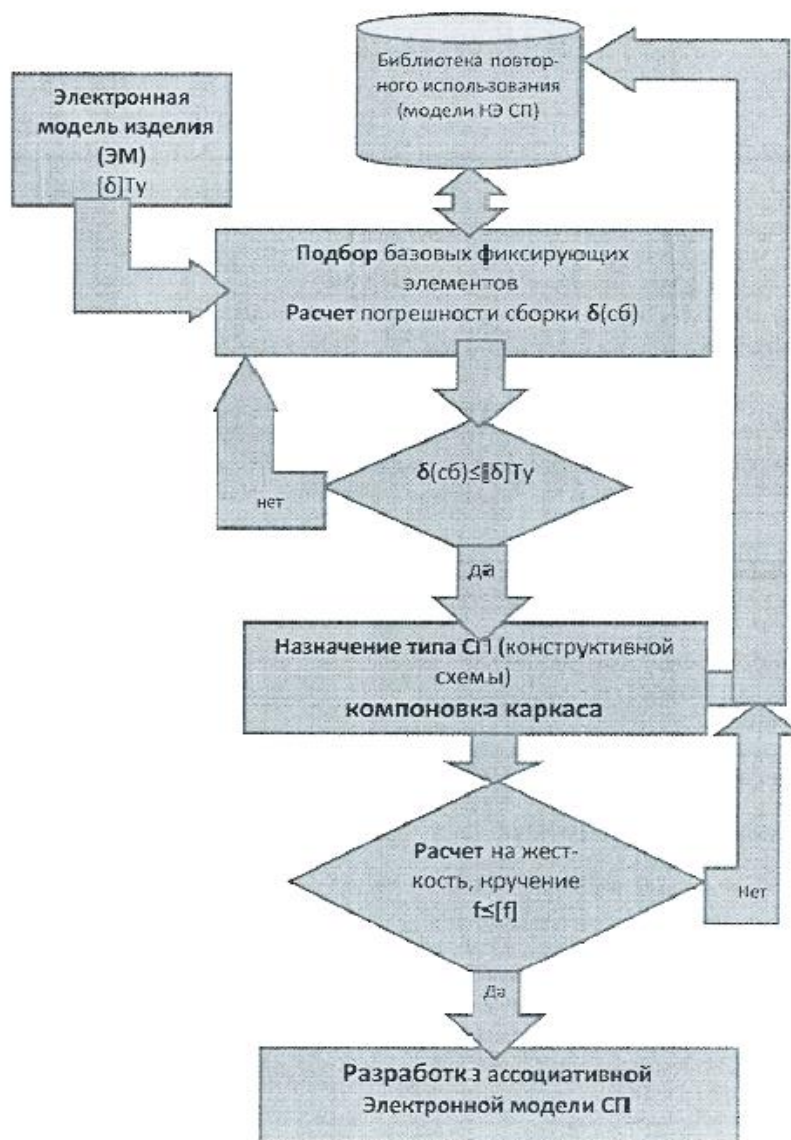 Библиотека повтор-
ного использования
(модели НЭ СП)
Электронная
модель изделия
(ЭМ)
[δ]Ту
Подбор базовых фиксирующих
элементов
Расчет погрешности сборки δ(сб)
δ(сб)≤[δ]Ту
нет
да
Назначение типа СП (конструктивной
схемы)
компоновка каркаса
Расчет на жест-
кость, кручение
f≤[f]
Нет
Да
Разработка ассоциативной
Электронной модели СП